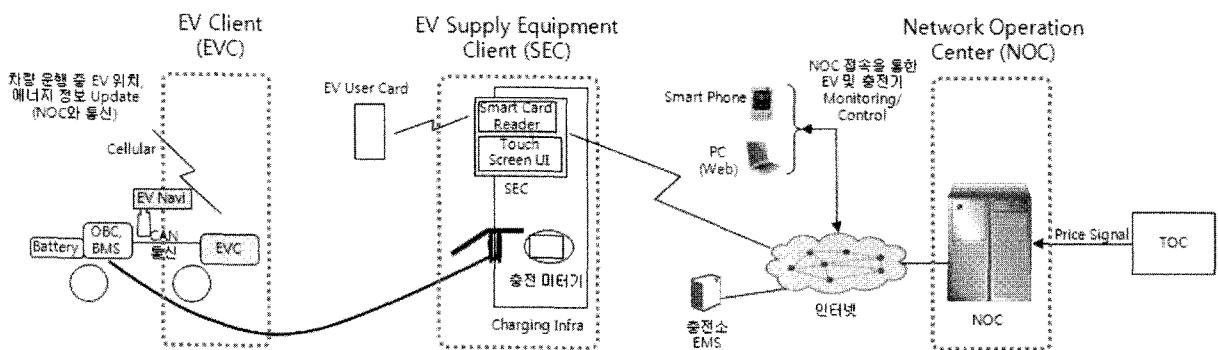 EV Client
(EVC)
EV Supply Equipment
Client (SEC)
Network Operation
Center (NOC)
차량 운행 중 EV 위치,
에너지 정보 Update
(NOC와 통신)
Cellular
EV Navi
Battery
OBC,
BMS
CAN
통신
EVC
EV User Card
Smart Card
Reader
Touch
Screen UI
SEC
충전 미터기
Charging Infra
NOC 접속을 통한
EV 및 충전기
Monitoring/
Control
Smart Phone
PC
(Web)
인터넷
충전소
EMS
NOC
Price Signal
TOC